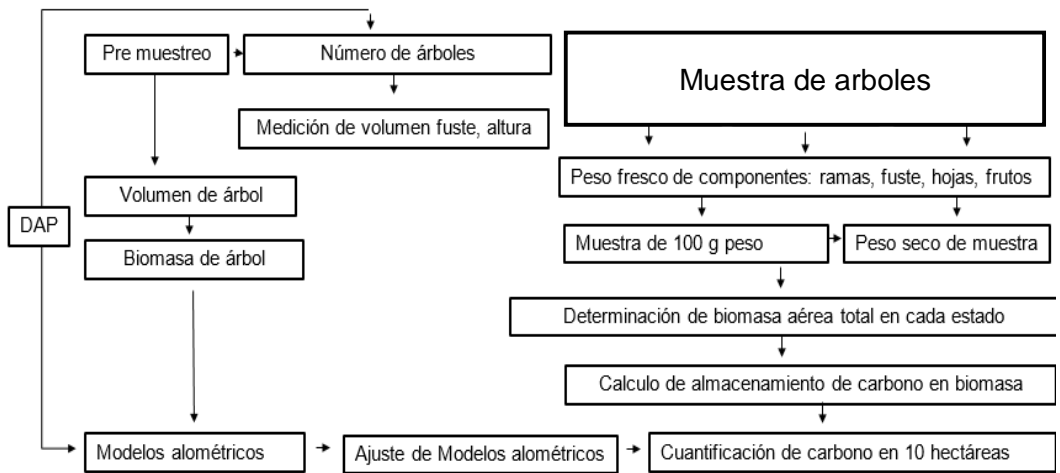 Pre muestreo
Número de árboles
Muestra de arboles
Medición de volumen fuste, altura
Peso fresco de componentes: ramas, fuste, hojas, frutos
Volumen de árbol
DAP
Muestra de 100 g peso
Peso seco de muestra
Biomasa de árbol
Determinación de biomasa aérea total en cada estado
Calculo de almacenamiento de carbono en biomasa
Modelos alométricos
Ajuste de Modelos alométricos
Cuantificación de carbono en 10 hectáreas